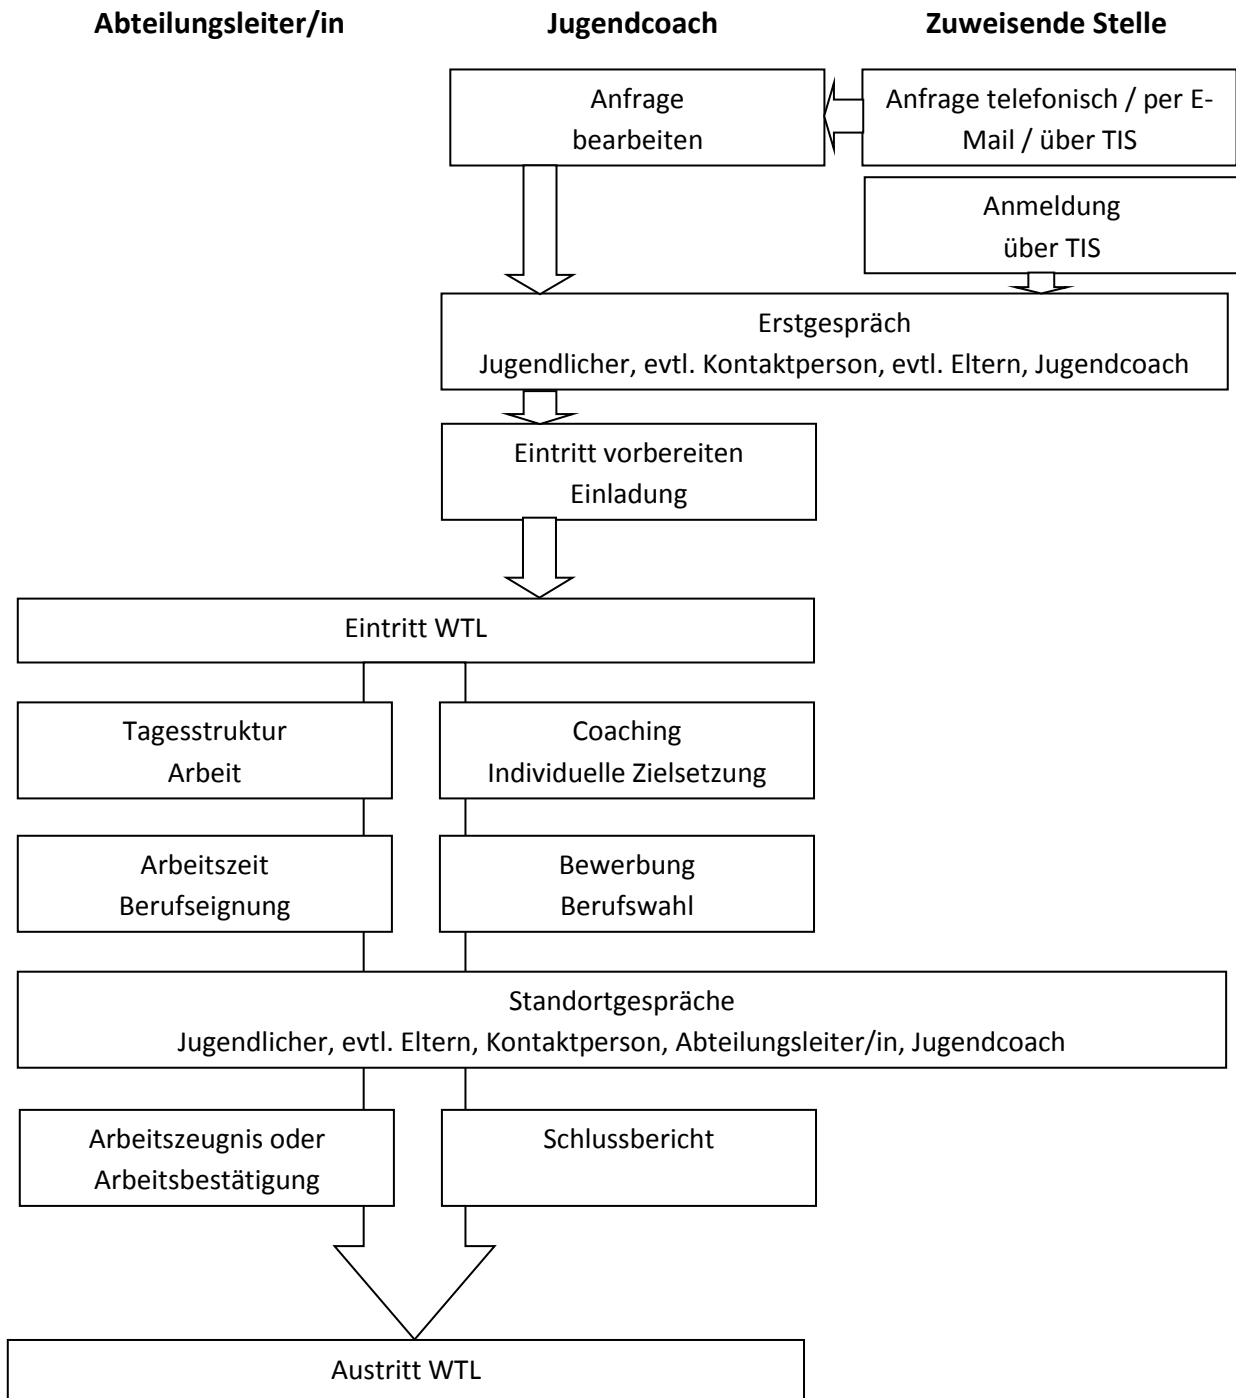 Abteilungsleiter/in
Jugendcoach
Zuweisende Stelle
Anfrage
bearbeiten
Anfrage telefonisch / per E-
Mail / über TIS
Anmeldung
über TIS
Erstgespräch
Jugendlicher, evtl. Kontaktperson, evtl. Eltern, Jugendcoach
Eintritt vorbereiten
Einladung
Eintritt WTL
Tagesstruktur
Arbeit
Coaching
Individuelle Zielsetzung
Arbeitszeit
Berufseignung
Bewerbung
Berufswahl
Standortgespräche
Jugendlicher, evtl. Eltern, Kontaktperson, Abteilungsleiter/in, Jugendcoach
Arbeitszeugnis oder
Arbeitsbestätigung
Schlussbericht
Austritt WTL